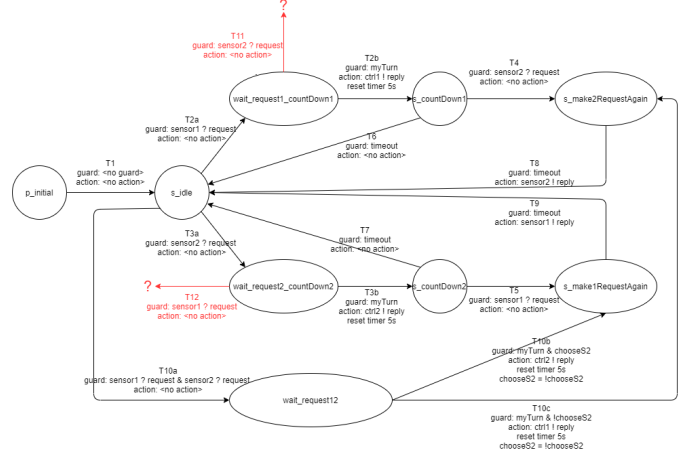 ?
T11
guard: sensor2 ? request
action: <no action>
T2b
guard: myTurn
action: ctrl1 ! reply
reset timer 5s
T4
guard: sensor2 ? request
action: <no action>
wait_request1_countDown1
s_countDown1
s_make2RequestAgain
T2a
guard: sensor1 ? request
action: <no action>
T6
guard: timeout
action: <no action>
T1
guard: <no guard>
action: <no action>
T8
guard: timeout
action: sensor2 ! reply
p_initial
s_idle
T9
guard: timeout
action: sensor1 ! reply
T3a
guard: sensor2 ? request
action: <no action>
T7
guard: timeout
action: <no action>
?
T12
guard: sensor1 ? request
action: <no action>
wait_request2_countDown2
s_countDown2
s_make1RequestAgain
T3b
guard: myTurn
action: ctrl2 ! reply
reset timer 5s
T5
guard: sensor1 ? request
action: <no action>
T10b
guard: myTurn & chooseS2
action: ctrl2 ! reply
reset timer 5s
chooseS2 = !chooseS2
T10a
guard: sensor1 ? request & sensor2 ? request
action: <no action>
wait_request12
T10c
guard: myTurn & !chooseS2
action: ctrl1 ! reply
reset timer 5s
chooseS2 = !chooseS2